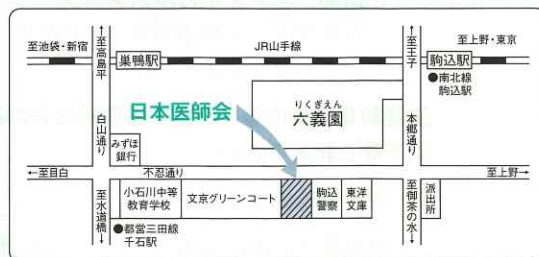 至池袋・新宿
至高島平
巣鴨駅
JR山手線
至王子
至上野・東京
駒込駅
●南北線
駒込駅
白山通り
日本医師会
りくぎえん
六義園
本郷通り
みずほ
銀行
←至目白
不忍通り
至上野→
至水道橋
小石川中等
教育学校
文京グリーンコート
駒込
警察
東洋
文庫
至御茶の水
派出所
●都営三田線
千石駅